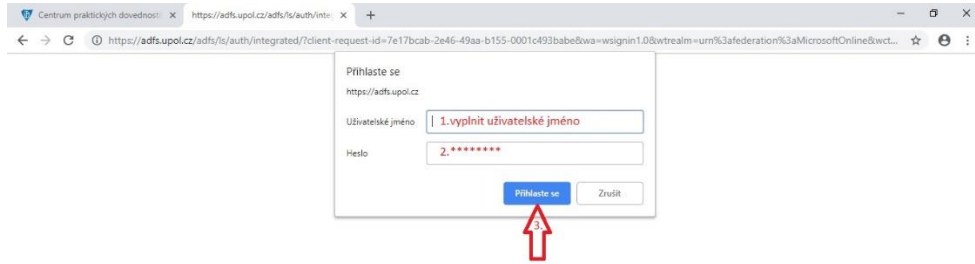 Centrum praktických dovedností
https://adfs.upol.cz/adfs/ls/auth/inte
https://adfs.upol.cz/adfs/ls/auth/integrated/?client-request-id=7e17bcab-2e46-49aa-b155-0001c493babe&wa=wsignin1.0&wtrealm=urn%3afederation%3aMicrosoftOnline&wct...
Přihlaste se
https://adfs.upol.cz
Uživatelské jméno 1.vyplnit uživatelské jméno
Heslo 2.********
Přihlaste se Zrušit
3.